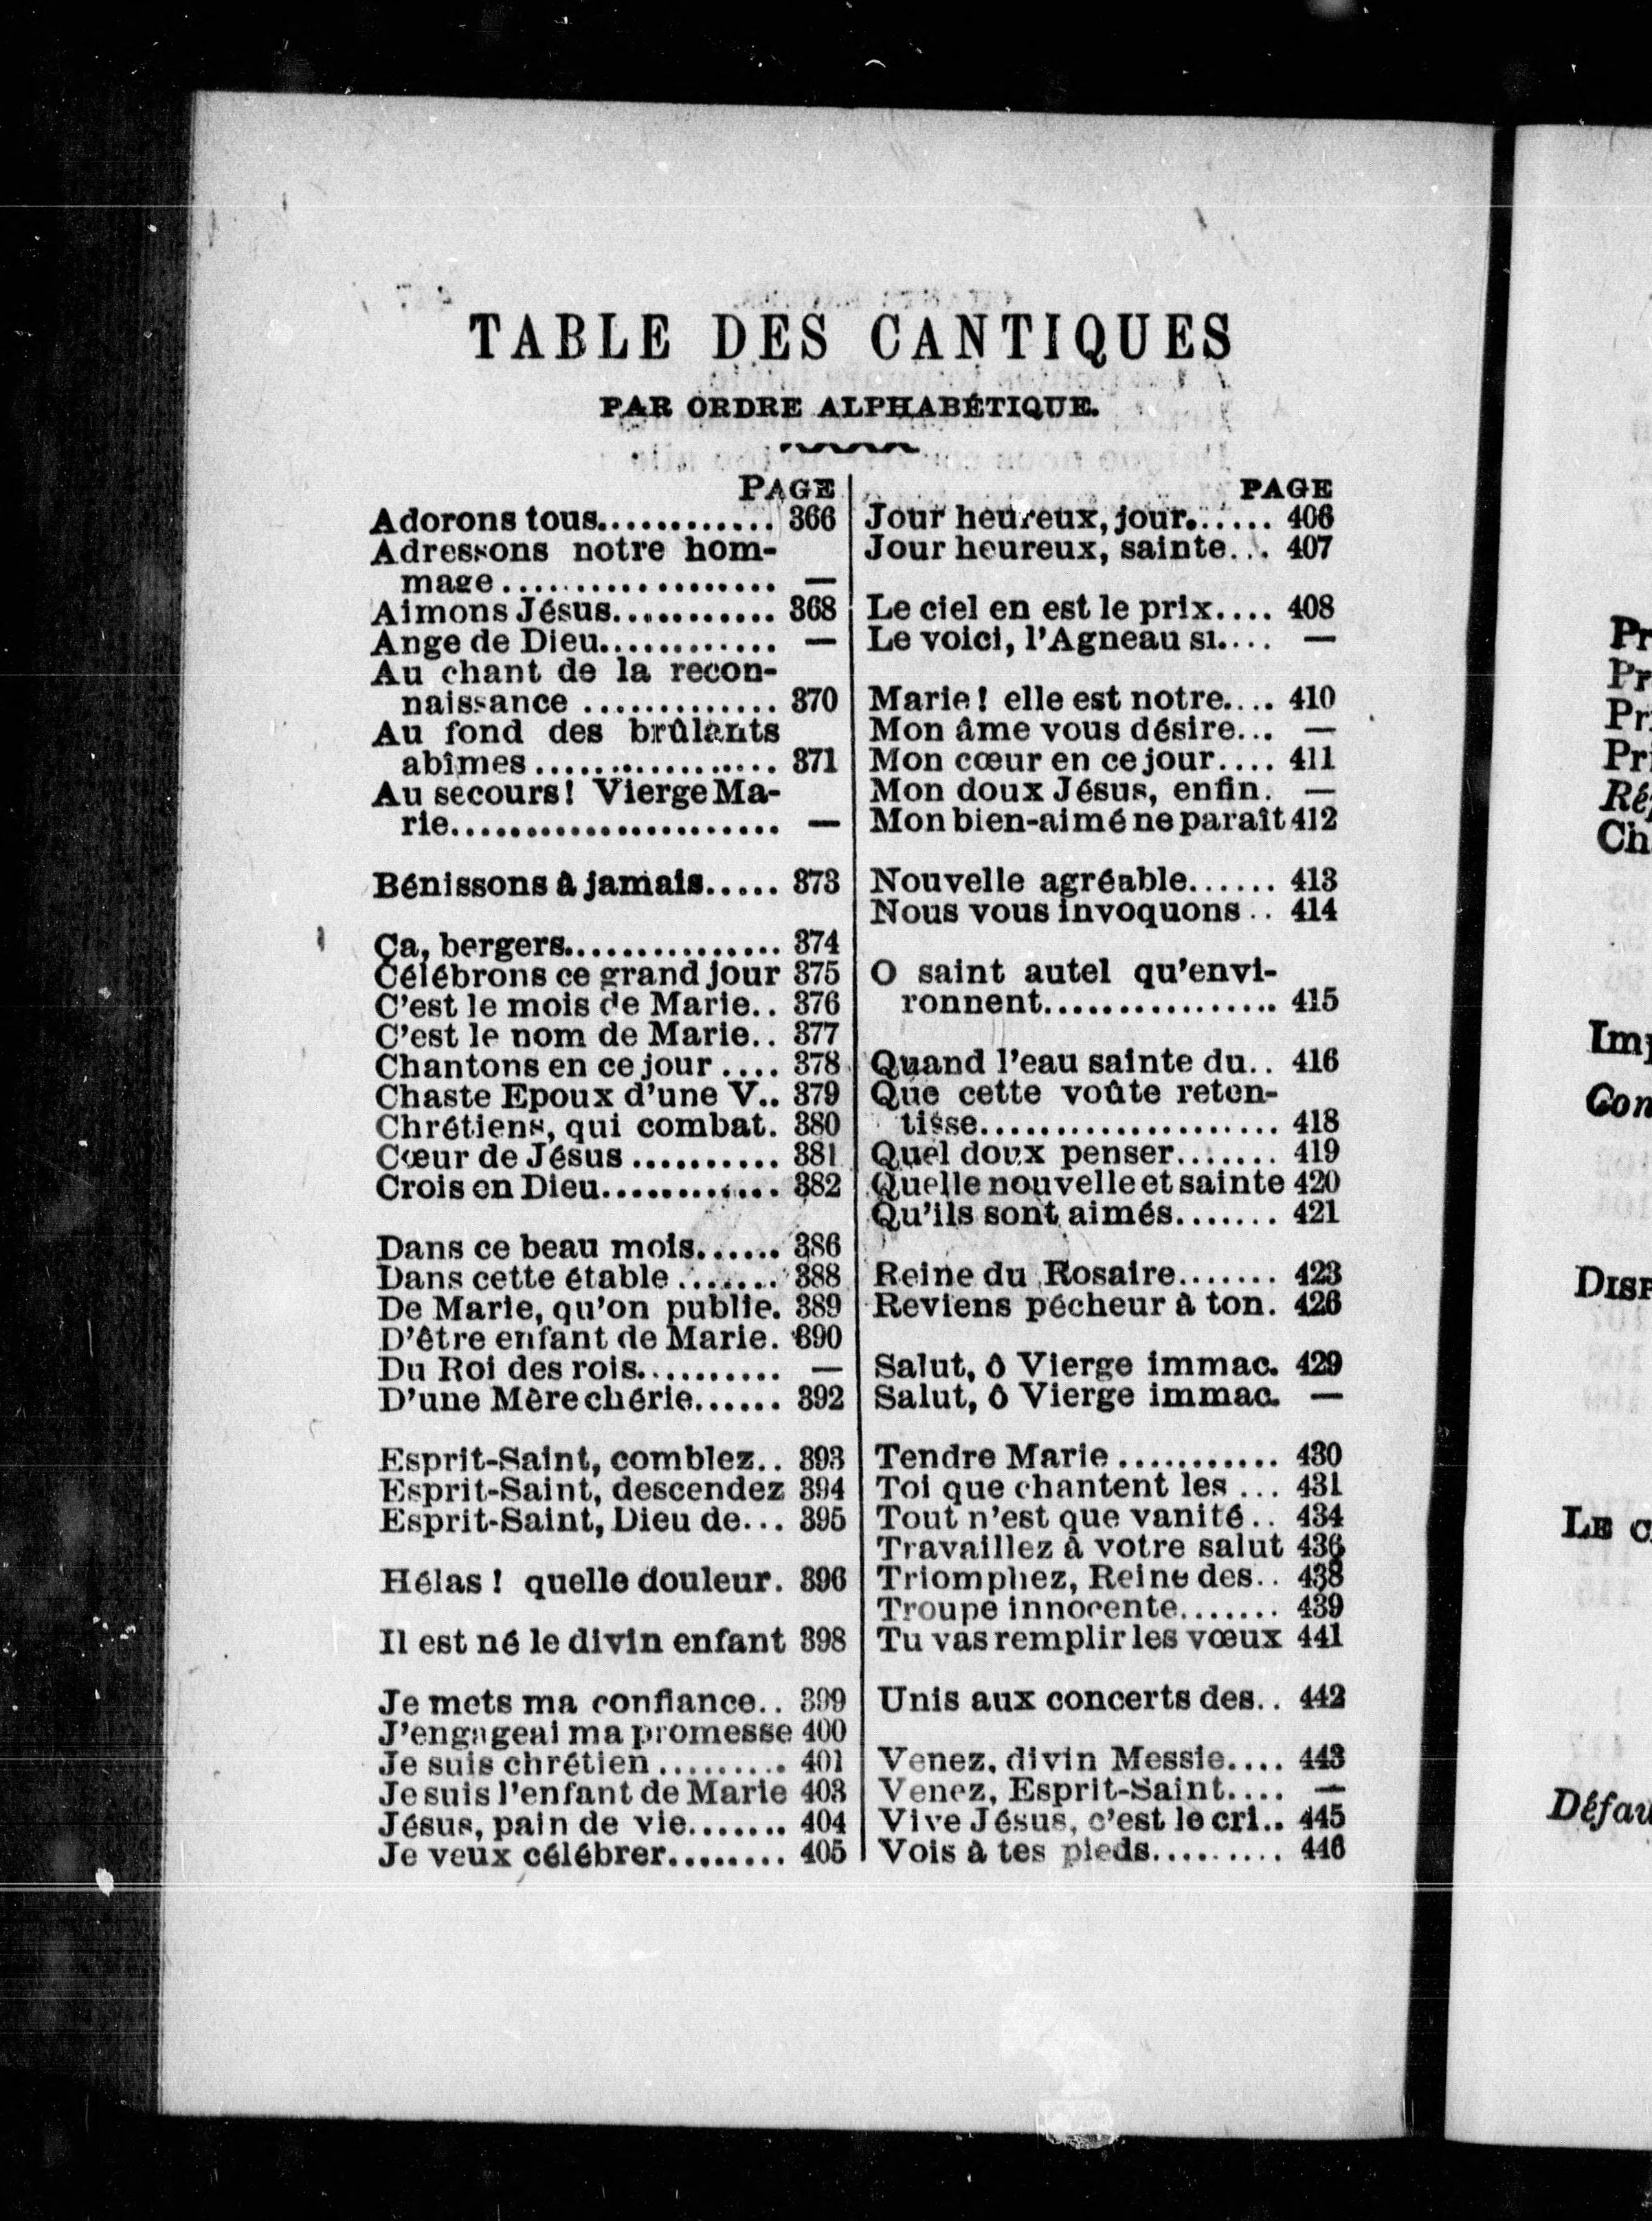 TABLE DES CANTIQUES
PAR ORDRE ALPHABÉTIQUE.
PAGE
Adorons tous............ 366
Adressons notre hom-
mage................... —
Aimons Jésus........... 368
Ange de Dieu............ —
Au chant de la recon-
naissance ............. 370
Au fond des brûlants
abîmes................. 371
Au secours! Vierge Ma-
rie....................... —
Bénissons à jamais..... 373
Ça, bergers............... 374
Célébrons ce grand jour 375
C'est le mois de Marie.. 376
C'est le nom de Marie.. 377
Chantons en ce jour .... 378
Chaste Epoux d'une V.. 379
Chrétiens, qui combat. 380
Cœur de Jésus .......... 381
Crois en Dieu............ 382
Dans ce beau mois...... 386
Dans cette étable ....... 388
De Marie, qu'on publie. 389
D'être enfant de Marie. 390
Du Roi des rois.......... —
D'une Mère chérie...... 392
Esprit-Saint, comblez.. 393
Esprit-Saint, descendez 394
Esprit-Saint, Dieu de... 395
Hélas! quelle douleur. 396
Il est né le divin enfant 398
Je mets ma confiance.. 399
J'engageai ma promesse 400
Je suis chrétien ......... 401
Je suis l'enfant de Marie 403
Jésus, pain de vie....... 404
Je veux célébrer........ 405
PAGE
Jour heureux, jour...... 406
Jour heureux, sainte... 407
Le ciel en est le prix.... 408
Le voici, l'Agneau si.... —
Marie! elle est notre.... 410
Mon âme vous désire... —
Mon cœur en ce jour.... 411
Mon doux Jésus, enfin. —
Mon bien-aimé ne paraît 412
Nouvelle agréable...... 413
Nous vous invoquons.. 414
O saint autel qu'envi-
ronnent................ 415
Quand l'eau sainte du.. 416
Que cette voûte reten-
tisse..................... 418
Quel doux penser....... 419
Quelle nouvelle et sainte 420
Qu'ils sont aimés....... 421
Reine du Rosaire....... 423
Reviens pécheur à ton. 426
Salut, ô Vierge immac. 429
Salut, ô Vierge immac. —
Tendre Marie ........... 430
Toi que chantent les ... 431
Tout n'est que vanité.. 434
Travaillez à votre salut 436
Triomphez, Reine des.. 438
Troupe innocente....... 439
Tu vas remplir les vœux 441
Unis aux concerts des.. 442
Venez, divin Messie.... 443
Venez, Esprit-Saint.... —
Vive Jésus, c'est le cri.. 445
Vois à tes pieds......... 446
Pr
Pr
Pr
Pri
Ré
Ch
Imp
Con
DISP
LE C
Défau